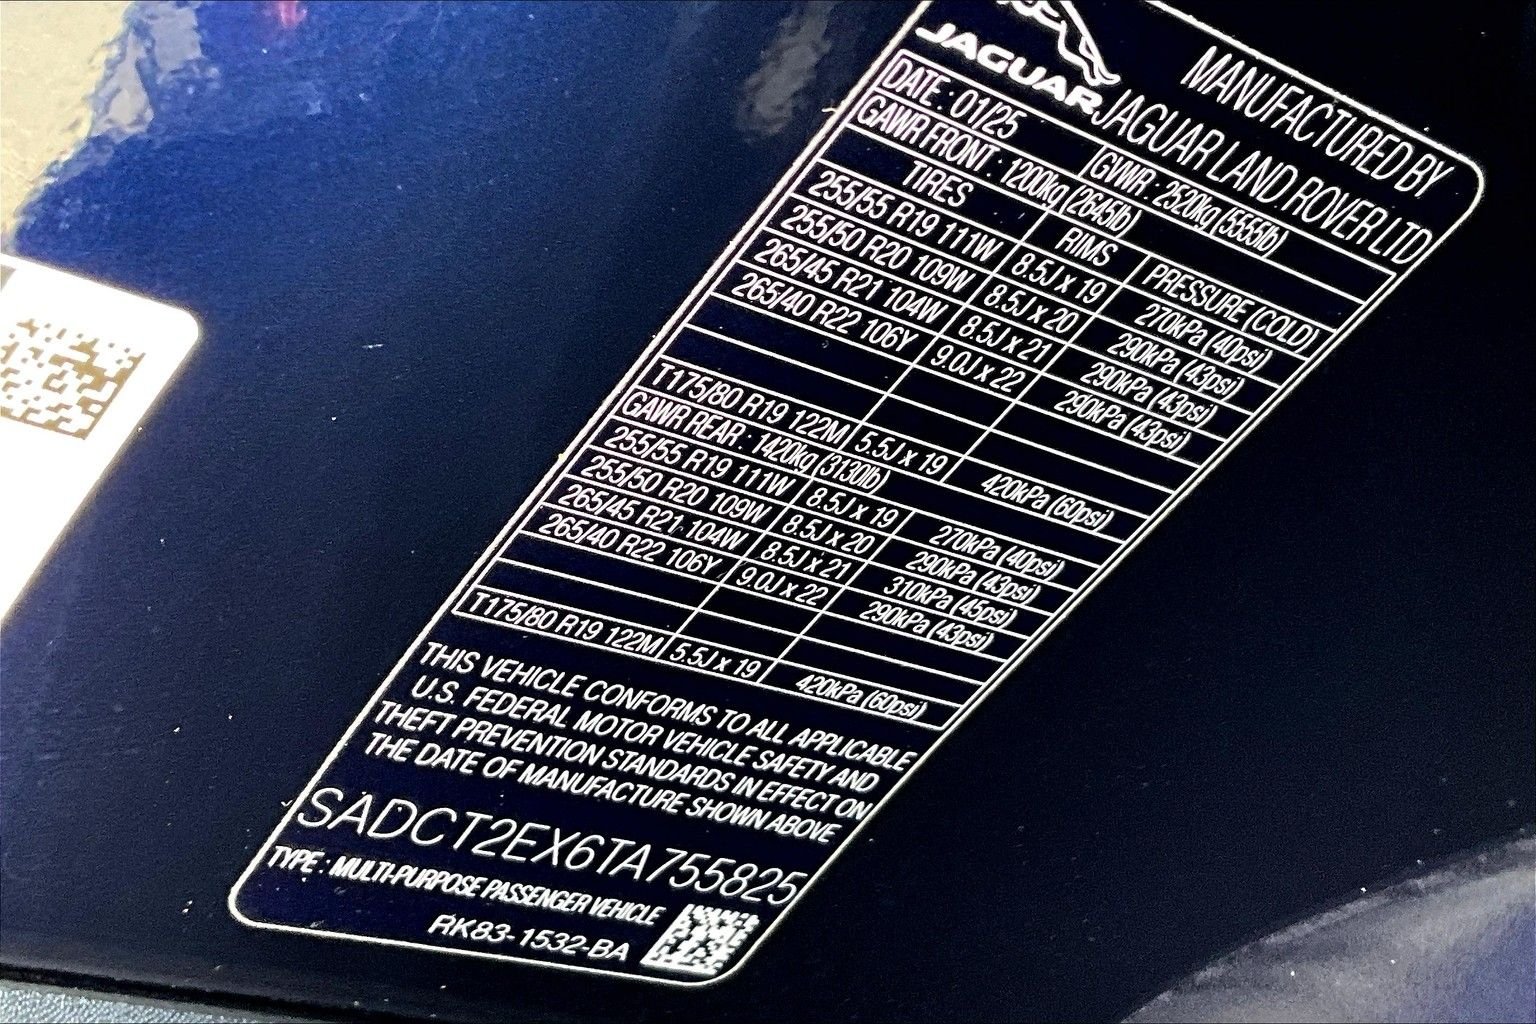 JAGUAR
MANUFACTURED BY
JAGUAR LAND ROVER LTD
DATE : 01/25 GVWR : 2520kg (5555lb)
GAWR FRONT : 1200kg (2645lb)
TIRES RIMS PRESSURE (COLD)
255/55 R19 111W 8.5J x 19 270kPa (40psi)
255/50 R20 109W 8.5J x 20 290kPa (43psi)
265/45 R21 104W 8.5J x 21 290kPa (43psi)
265/40 R22 106Y 9.0J x 22 290kPa (43psi)
T175/80 R19 122M 5.5J x 19 420kPa (60psi)
GAWR REAR : 1420kg (3130lb)
255/55 R19 111W 8.5J x 19 270kPa (40psi)
255/50 R20 109W 8.5J x 20 290kPa (43psi)
265/45 R21 104W 8.5J x 21 310kPa (45psi)
265/40 R22 106Y 9.0J x 22 290kPa (43psi)
T175/80 R19 122M 5.5J x 19 420kPa (60psi)
THIS VEHICLE CONFORMS TO ALL APPLICABLE
U.S. FEDERAL MOTOR VEHICLE SAFETY AND
THEFT PREVENTION STANDARDS IN EFFECT ON
THE DATE OF MANUFACTURE SHOWN ABOVE
SADCT2EX6TA755825
TYPE : MULTI-PURPOSE PASSENGER VEHICLE
RK83-1532-BA